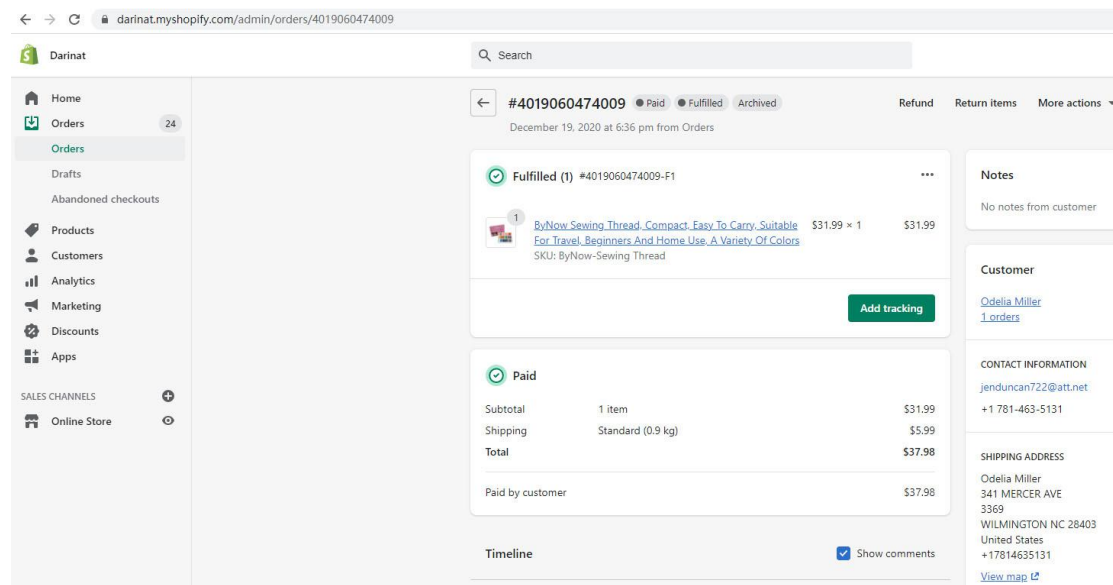 darinat.myshopify.com/admin/orders/4019060474009
Darinat
Search
Home
Orders 24
Orders
Drafts
Abandoned checkouts
Products
Customers
Analytics
Marketing
Discounts
Apps
SALES CHANNELS
Online Store
#4019060474009 Paid Fulfilled Archived
Refund Return items More actions
December 19, 2020 at 6:36 pm from Orders
Fulfilled (1) #4019060474009-F1
1
ByNow Sewing Thread, Compact, Easy To Carry, Suitable $31.99 × 1 $31.99
For Travel, Beginners And Home Use, A Variety Of Colors
SKU: ByNow-Sewing Thread
Add tracking
Paid
Subtotal 1 item $31.99
Shipping Standard (0.9 kg) $5.99
Total $37.98
Paid by customer $37.98
Timeline Show comments
Notes
No notes from customer
Customer
Odelia Miller
1 orders
CONTACT INFORMATION
jenduncan722@att.net
+1 781-463-5131
SHIPPING ADDRESS
Odelia Miller
341 MERCER AVE
3369
WILMINGTON NC 28403
United States
+17814635131
View map